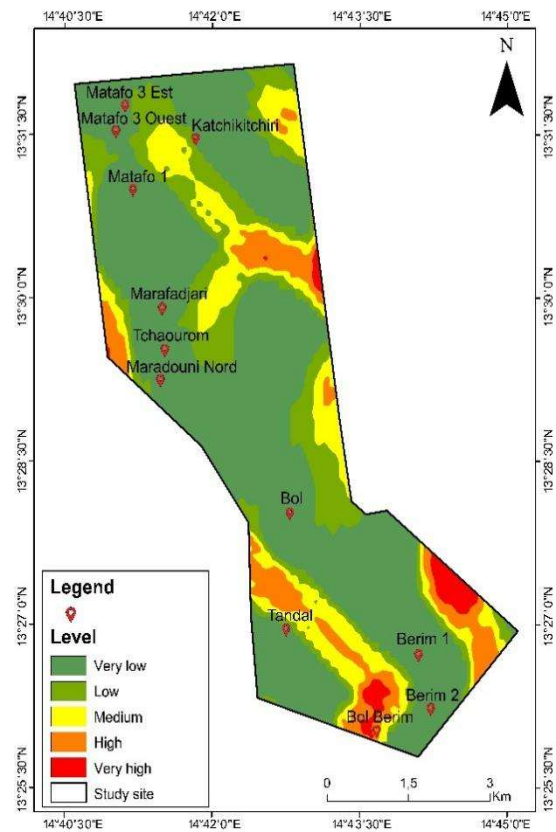 14°40'30"E 14°42'0"E 14°43'30"E 14°45'0"E
N
Matafo 3 Est
13°31'30"N 13°31'30"N
Matafo 3 Ouest
Katchikitchiri
Matafo 1
13°30'0"N 13°30'0"N
Marafadjari
Tchaourom
Maradouni Nord
13°28'30"N 13°28'30"N
Bol
Legend
Level
Very low
Low
Medium
High
Very high
Study site
13°27'0"N
Tandal
Berim 1
Berim 2
Bol Berim
13°25'30"N 13°25'30"N
0 1,5 3
Km
14°40'30"E 14°42'0"E 14°43'30"E 14°45'0"E